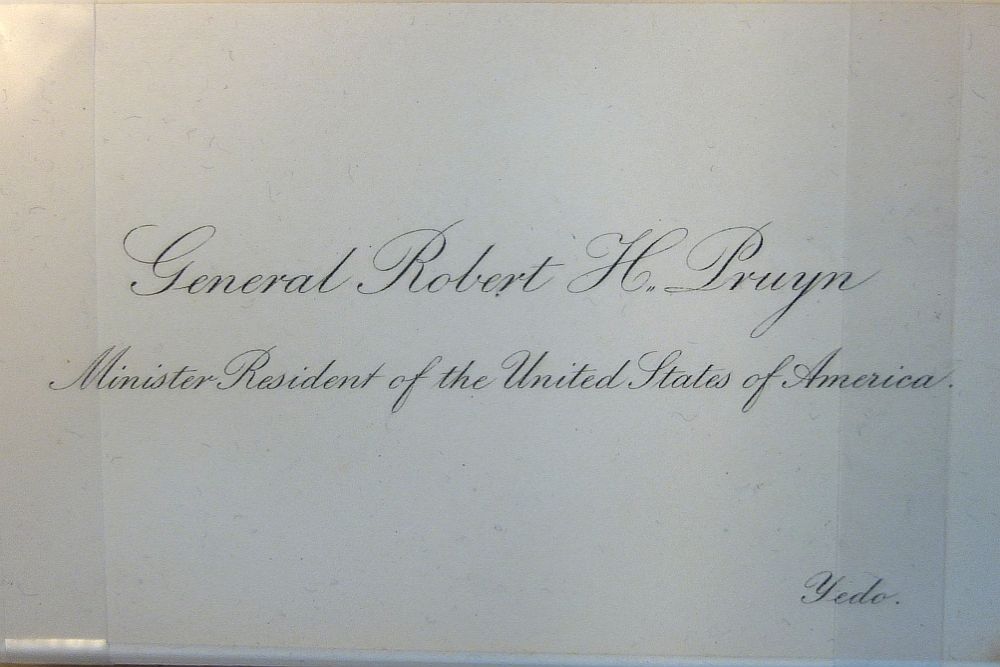 General Robert H. Pruyn
Minister Resident of the United States of America.
Yedo.